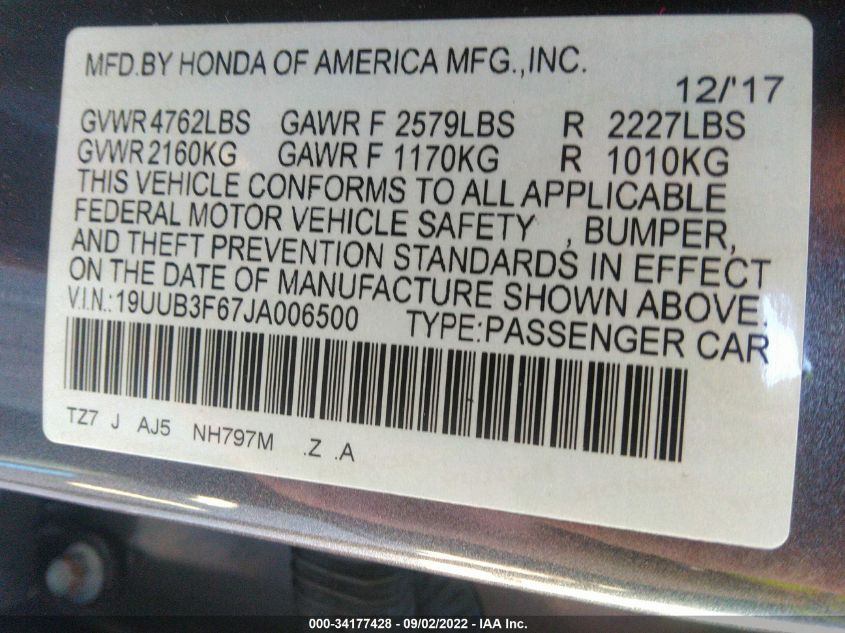 MFD.BY HONDA OF AMERICA MFG.,INC.
12/'17
GVWR 4762LBS GAWR F 2579LBS R 2227LBS
GVWR 2160KG GAWR F 1170KG R 1010KG
THIS VEHICLE CONFORMS TO ALL APPLICABLE
FEDERAL MOTOR VEHICLE SAFETY , BUMPER,
AND THEFT PREVENTION STANDARDS IN EFFECT
ON THE DATE OF MANUFACTURE SHOWN ABOVE.
V.I.N.:19UUB3F67JA006500 TYPE:PASSENGER CAR
TZ7 J AJ5 NH797M .Z .A
000-34177428 - 09/02/2022 - IAA Inc.